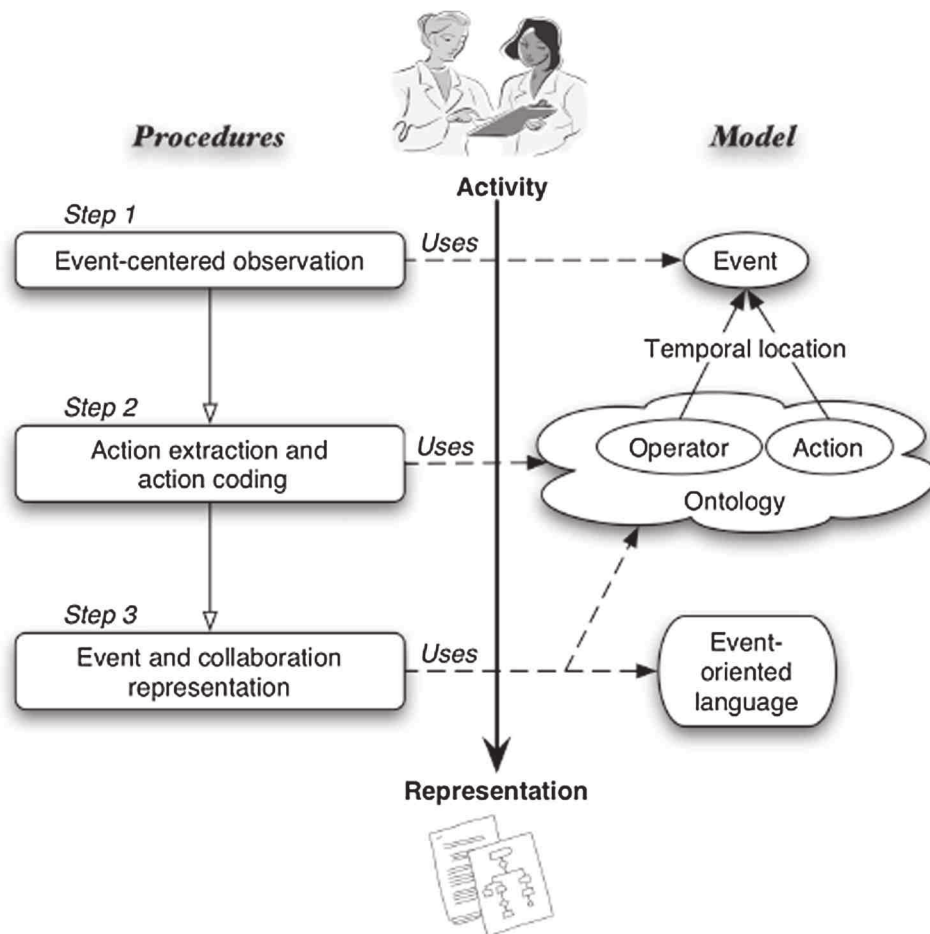 Procedures
Model
Activity
Step 1
Event-centered observation
Uses
Event
Temporal location
Step 2
Action extraction and
action coding
Uses
Operator
Action
Ontology
Step 3
Event and collaboration
representation
Uses
Event-
oriented
language
Representation